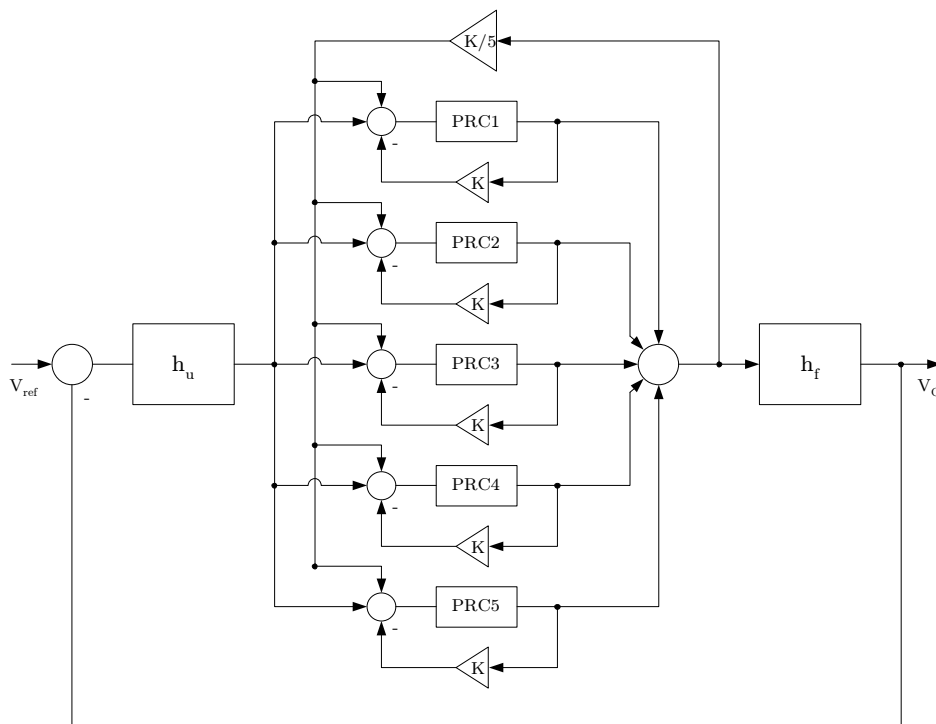 K/5
PRC1
-
K
PRC2
-
K
V_ref
-
h_u
PRC3
-
K
h_f
PRC4
-
K
PRC5
-
K